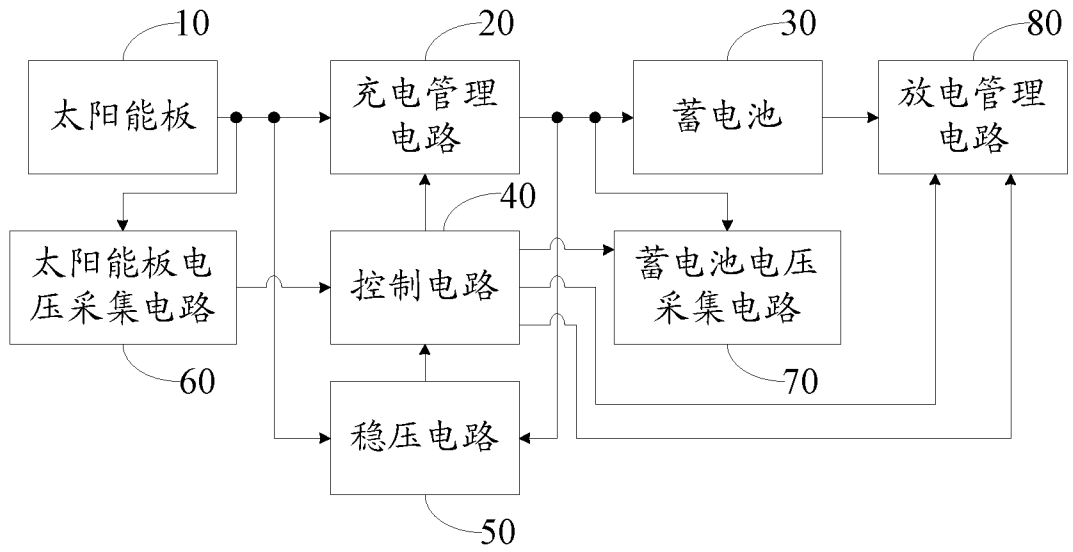 10
20
30
80
太阳能板
充电管理
电路
蓄电池
放电管理
电路
40
太阳能板电
压采集电路
控制电路
蓄电池电压
采集电路
60
70
稳压电路
50